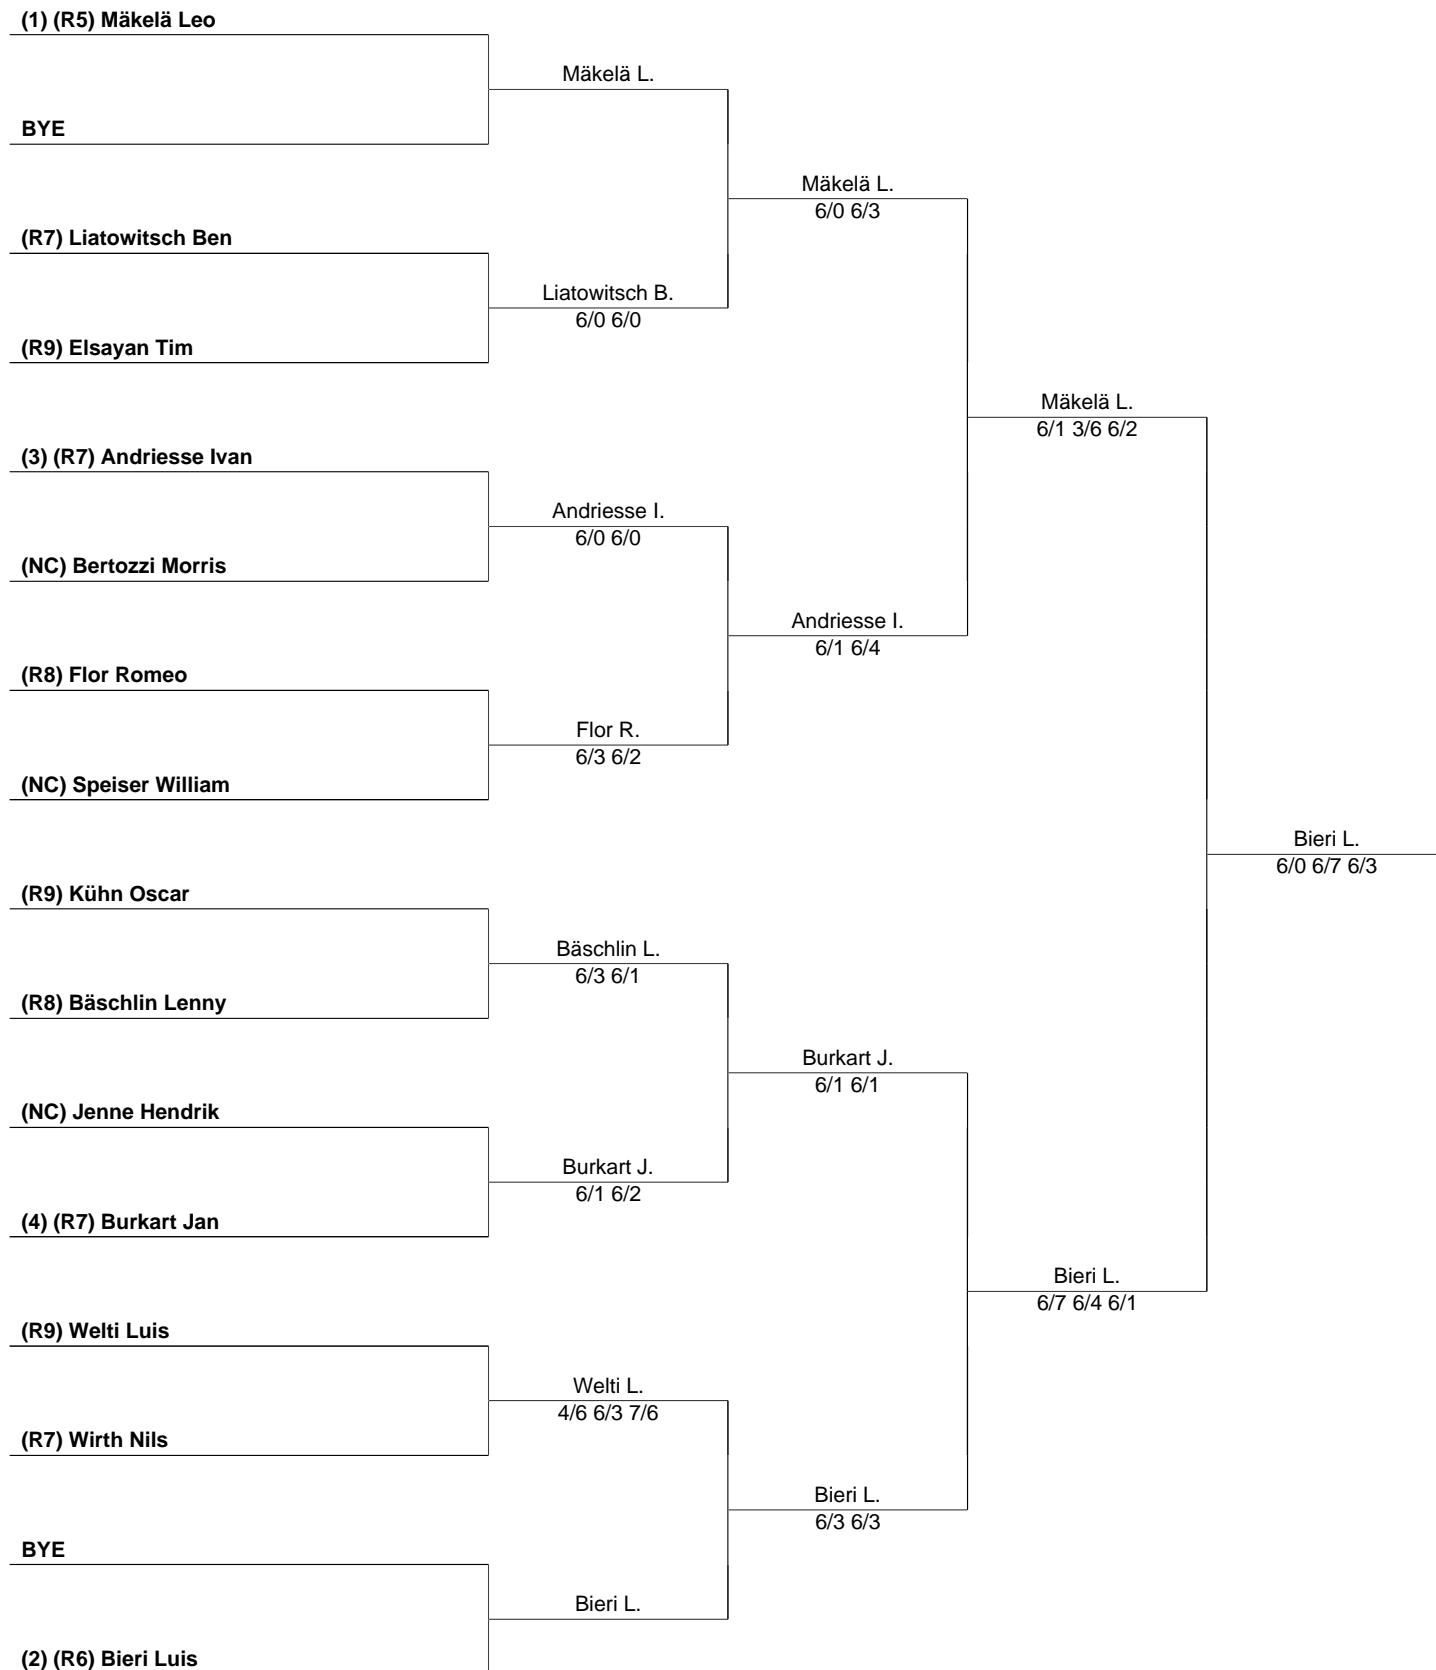 (1) (R5) Mäkelä Leo
Mäkelä L.
BYE
Mäkelä L.
6/0 6/3
(R7) Liatowitsch Ben
Liatowitsch B.
6/0 6/0
(R9) Elsayan Tim
Mäkelä L.
6/1 3/6 6/2
(3) (R7) Andriesse Ivan
Andriesse I.
6/0 6/0
(NC) Bertozzi Morris
Andriesse I.
6/1 6/4
(R8) Flor Romeo
Flor R.
6/3 6/2
(NC) Speiser William
Bieri L.
6/0 6/7 6/3
(R9) Kühn Oscar
Bäschlin L.
6/3 6/1
(R8) Bäschlin Lenny
Burkart J.
6/1 6/1
(NC) Jenne Hendrik
Burkart J.
6/1 6/2
(4) (R7) Burkart Jan
Bieri L.
6/7 6/4 6/1
(R9) Welti Luis
Welti L.
4/6 6/3 7/6
(R7) Wirth Nils
Bieri L.
6/3 6/3
BYE
Bieri L.
(2) (R6) Bieri Luis